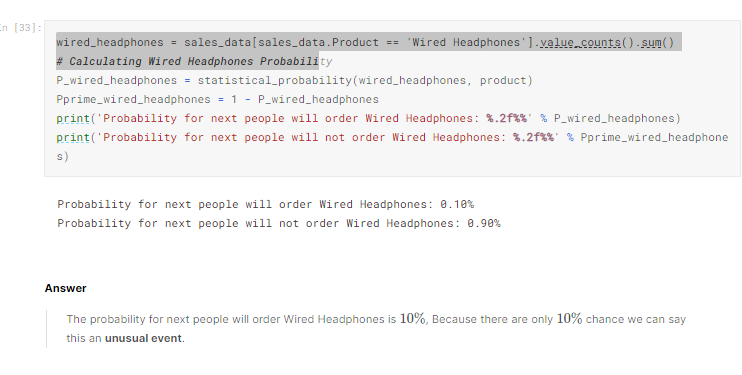 In [33]:
wired_headphones = sales_data[sales_data.Product == 'Wired Headphones'].value_counts().sum()
# Calculating Wired Headphones Probability
P_wired_headphones = statistical_probability(wired_headphones, product)
Pprime_wired_headphones = 1 - P_wired_headphones
print('Probability for next people will order Wired Headphones: %.2f%%' % P_wired_headphones)
print('Probability for next people will not order Wired Headphones: %.2f%%' % Pprime_wired_headphone
s)
Probability for next people will order Wired Headphones: 0.10%
Probability for next people will not order Wired Headphones: 0.90%
Answer
The probability for next people will order Wired Headphones is 10%, Because there are only 10% chance we can say
this an unusual event.